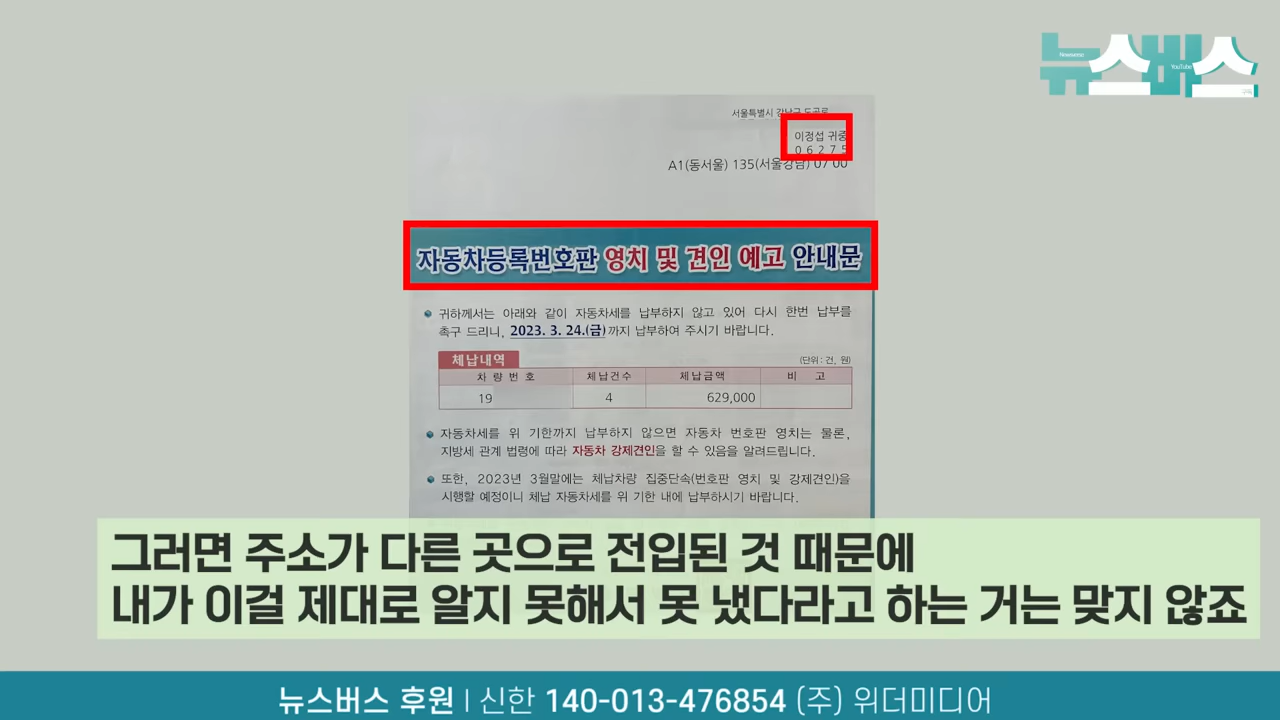 뉴스버스
Newsverse
YouTube
서울특별시 강남구 도곡로
이정섭 귀중
0 6 2 7 5
A1(동서울) 135(서울강남) 07 00
자동차등록번호판 영치 및 견인 예고 안내문
귀하께서는 아래와 같이 자동차세를 납부하지 않고 있어 다시 한번 납부를
촉구 드리니, 2023. 3. 24.(금)까지 납부하여 주시기 바랍니다.
체납내역
(단위 : 건, 원)
차 량 번 호 체납건수 체납금액 비 고
19 4 629,000
자동차세를 위 기한까지 납부하지 않으면 자동차 번호판 영치는 물론,
지방세 관계 법령에 따라 자동차 강제견인을 할 수 있음을 알려드립니다.
또한, 2023년 3월말에는 체납차량 집중단속(번호판 영치 및 강제견인)을
시행할 예정이니 체납 자동차세를 위 기한 내에 납부하시기 바랍니다.
그러면 주소가 다른 곳으로 전입된 것 때문에
내가 이걸 제대로 알지 못해서 못 냈다라고 하는 거는 맞지 않죠
뉴스버스 후원 | 신한 140-013-476854 (주) 위더미디어